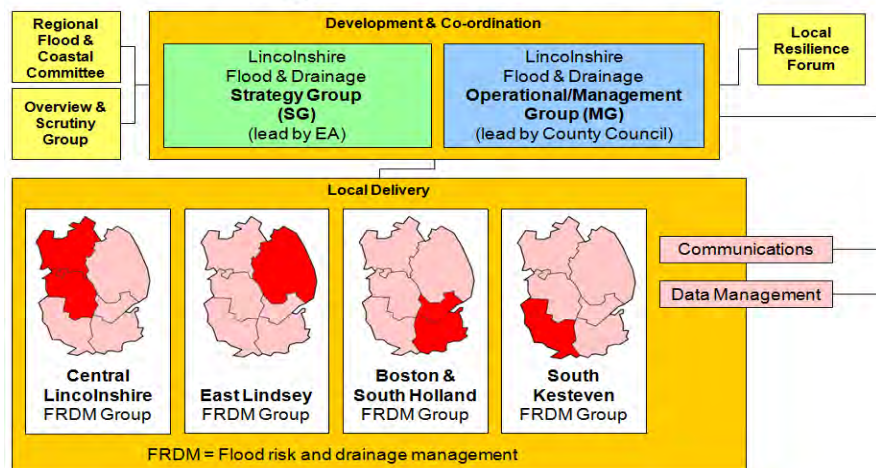 Regional
Flood &
Coastal
Committee
Overview &
Scrutiny
Group
Development & Co-ordination
Lincolnshire
Flood & Drainage
Strategy Group
(SG)
(lead by EA)
Lincolnshire
Flood & Drainage
Operational/Management
Group (MG)
(lead by County Council)
Local
Resilience
Forum
Local Delivery
Central
Lincolnshire
FRDM Group
East Lindsey
FRDM Group
Boston &
South Holland
FRDM Group
South
Kesteven
FRDM Group
Communications
Data Management
FRDM = Flood risk and drainage management